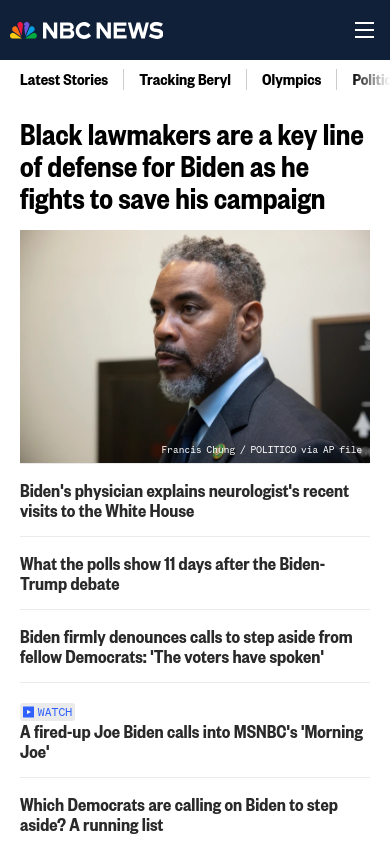 NBC NEWS
Latest Stories
Tracking Beryl
Olympics
Black lawmakers are a key line
of defense for Biden as he
fights to save his campaign
Francis Chung / POLITICO via AP file
Biden's physician explains neurologist's recent
visits to the White House
What the polls show 11 days after the Biden-
Trump debate
Biden firmly denounces calls to step aside from
fellow Democrats: 'The voters have spoken'
WATCH
A fired-up Joe Biden calls into MSNBC's 'Morning
Joe'
Which Democrats are calling on Biden to step
aside? A running list